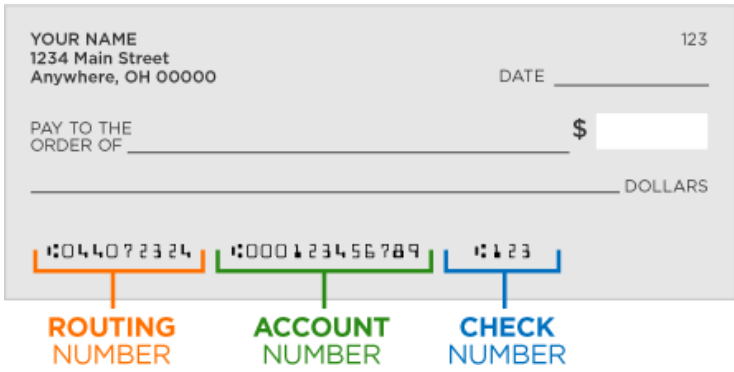 YOUR NAME 123
1234 Main Street
Anywhere, OH 00000
DATE
PAY TO THE
ORDER OF $
DOLLARS
⑆044072324 ⑆000123456789 ⑆123
ROUTING NUMBER
ACCOUNT NUMBER
CHECK NUMBER